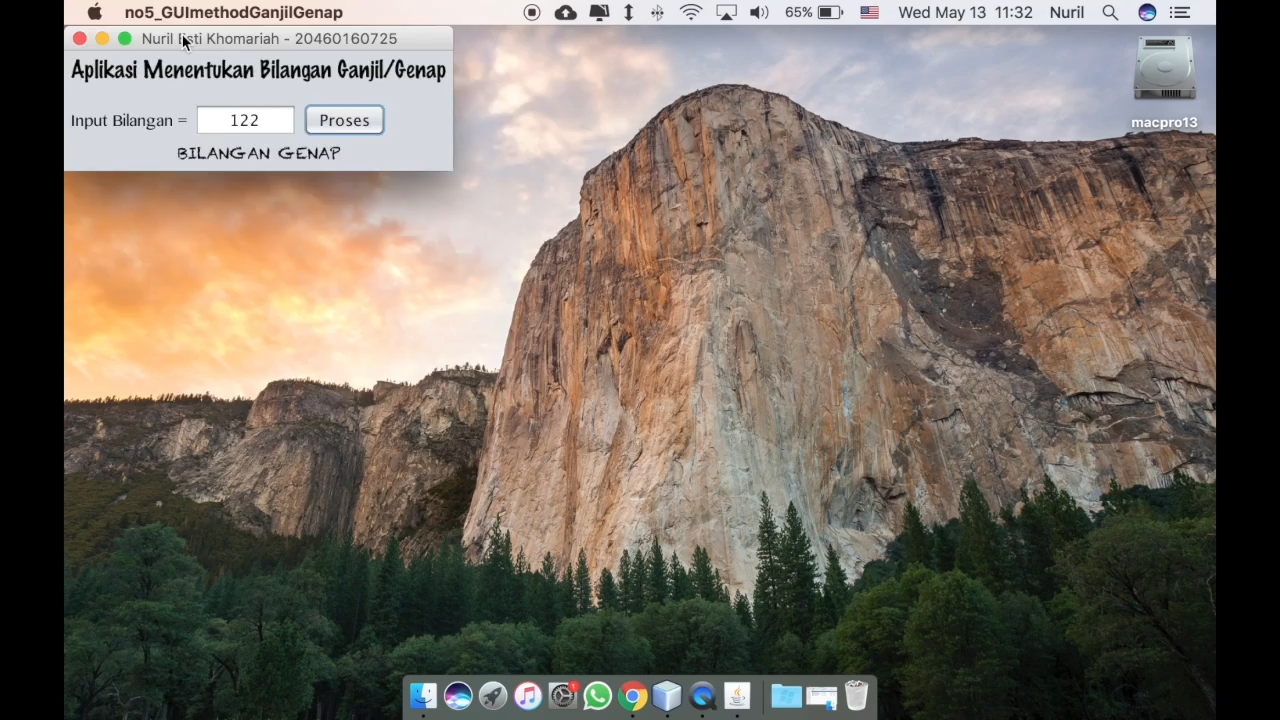 no5_GUImethodGanjilGenap
65%
Wed May 13 11:32
Nuril
Nuril sti Khomariah - 20460160725
Aplikasi Menentukan Bilangan Ganjil/Genap
Input Bilangan = 122 Proses
BILANGAN GENAP
macpro13